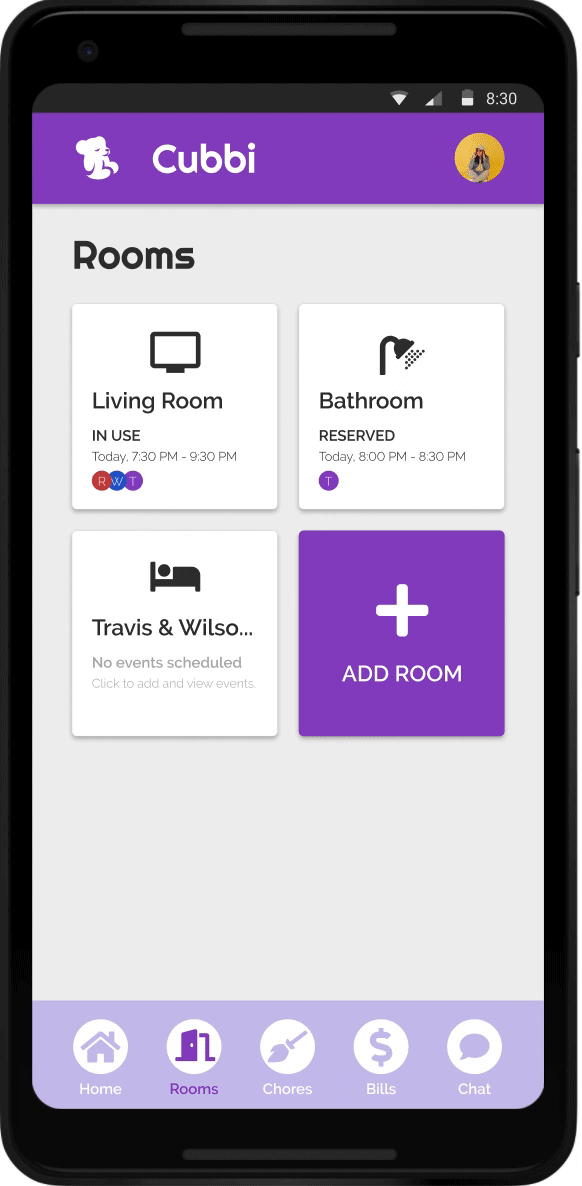 8:30
Cubbi
Rooms
Living Room
IN USE
Today, 7:30 PM - 9:30 PM
R W T
Bathroom
RESERVED
Today, 8:00 PM - 8:30 PM
T
Travis & Wilso...
No events scheduled
Click to add and view events.
ADD ROOM
Home
Rooms
Chores
Bills
Chat